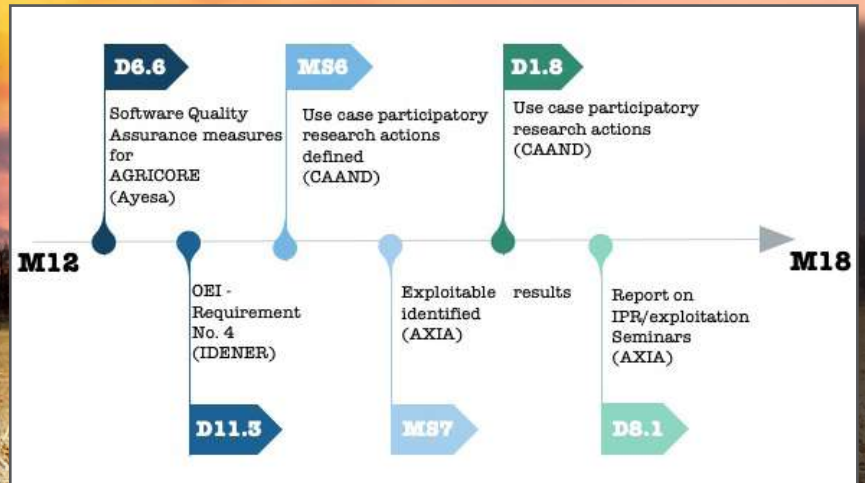 D6.6
Software Quality
Assurance measures
for
AGRICORE
(Ayesa)
MS6
Use case participatory
research actions
defined
(CAAND)
D1.8
Use case participatory
research actions
(CAAND)
M12
M18
OEI -
Requirement
No. 4
(IDENER)
D11.3
Exploitable results
identified
(AXIA)
MS7
Report on
IPR/exploitation
Seminars
(AXIA)
D8.1